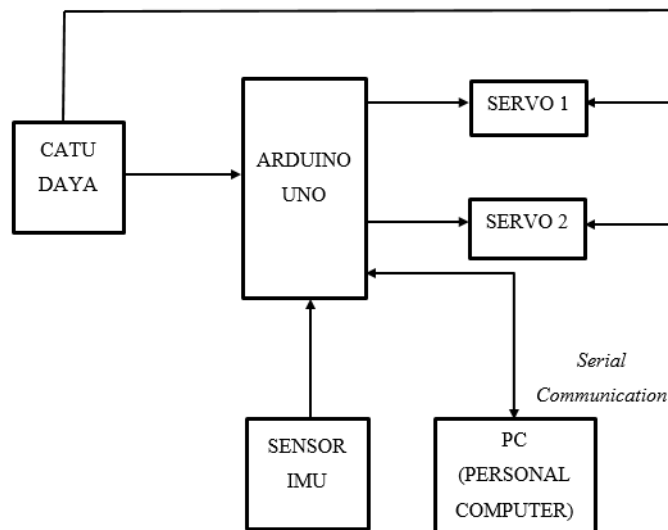 SERVO 1
CATU
DAYA
ARDUINO
UNO
SERVO 2
Serial
Communication
SENSOR
IMU
PC
(PERSONAL
COMPUTER)